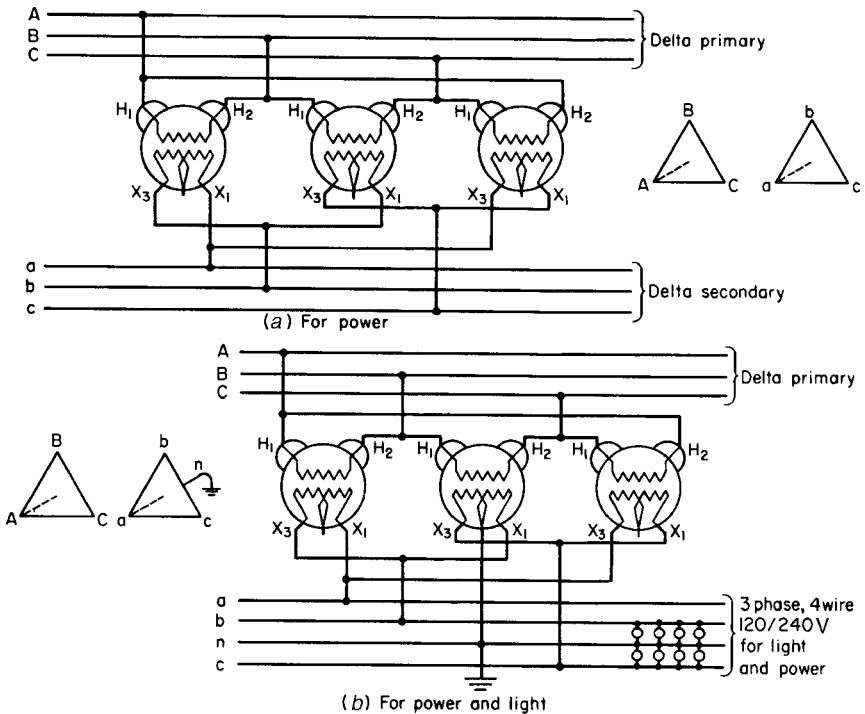 A
B
C
Delta primary
H1 H2 H1 H2 H1 H2
X3 X1 X3 X1 X3 X1
B
A C
b
a c
a
b
c
Delta secondary
(a) For power
A
B
C
Delta primary
H1 H2 H1 H2 H1 H2
X3 X1 X3 X1 X3 X1
B
A C
b
n
a c
a
b
n
c
3 phase, 4 wire
120/240 V
for light
and power
(b) For power and light